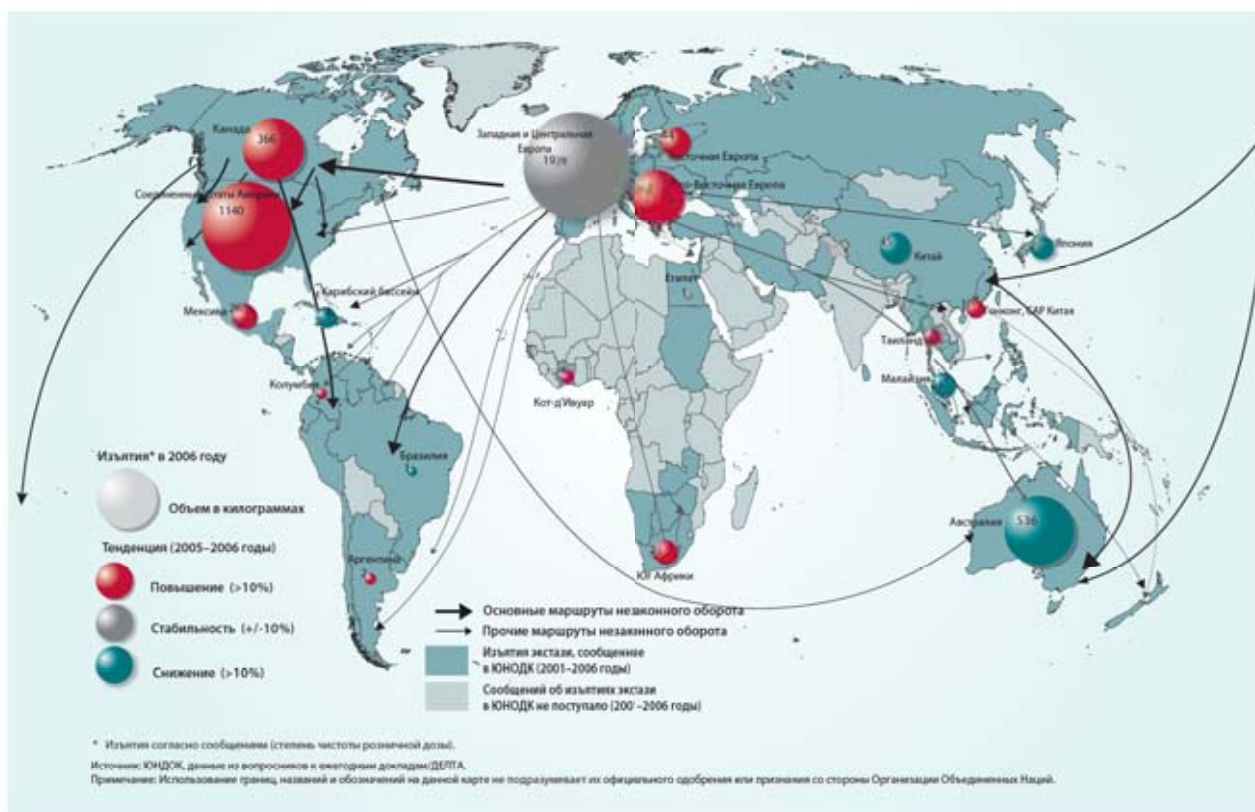 Канада
366
Западная и Центральная
Европа
Восточная Европа
Европа
Соединенные Штаты Америки
1140
Япония
Китай
Египет
Карибский бассейн
Мексика
Гонконг, САР Китая
Таиланд
Малайзия
Колумбия
Кот-д'Ивуар
Изъятия* в 2006 году
Бразилия
Объем в килограммах
Австралия
536
Тенденция (2005–2006 годы)
Аргентина
Юг Африки
Повышение (>10%)
Основные маршруты незаконного оборота
Стабильность (+/-10%)
Прочие маршруты незаконного оборота
Снижение (>10%)
Изъятия экстази, сообщенные
в ЮНОДК (2001–2006 годы)
Сообщений об изъятиях экстази
в ЮНОДК не поступало (200 –2006 годы)
* Изъятия согласно сообщениям (степень чистоты розничной дозы).
Источник: ЮНДОК, данные из вопросников к ежегодным докладам/ДЕЛТА.
Примечание: Использование границ, названий и обозначений на данной карте не подразумевает их официального одобрения или признания со стороны Организации Объединенных Наций.